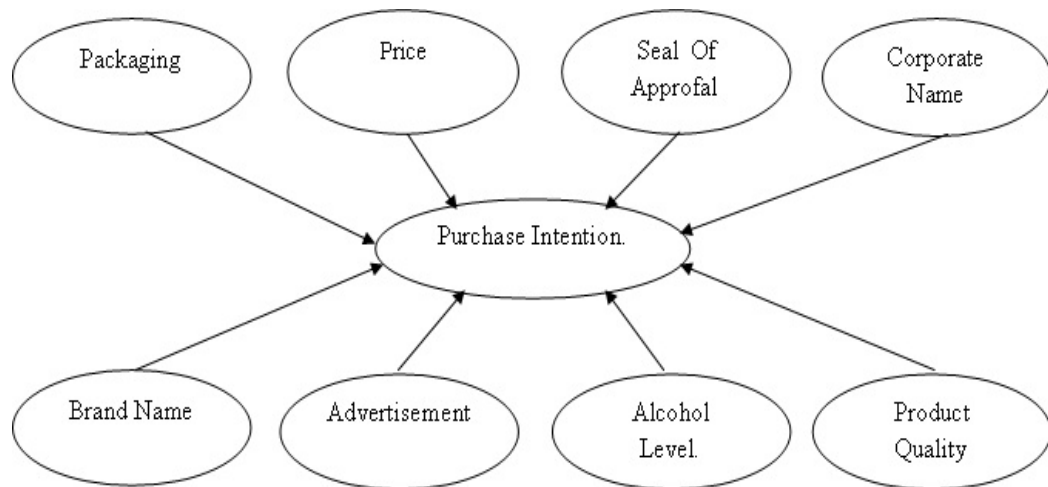 Packaging
Price
Seal Of
Approfal
Corporate
Name
Purchase Intention.
Brand Name
Advertisement
Alcohol
Level.
Product
Quality